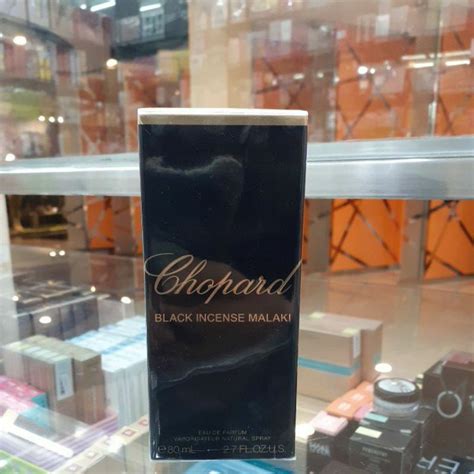 Chopard
BLACK INCENSE MALAKI
EAU DE PARFUM
VAPORISATEUR NATURAL SPRAY
℮ 80 mL 2.7 FL.OZ.U.S.